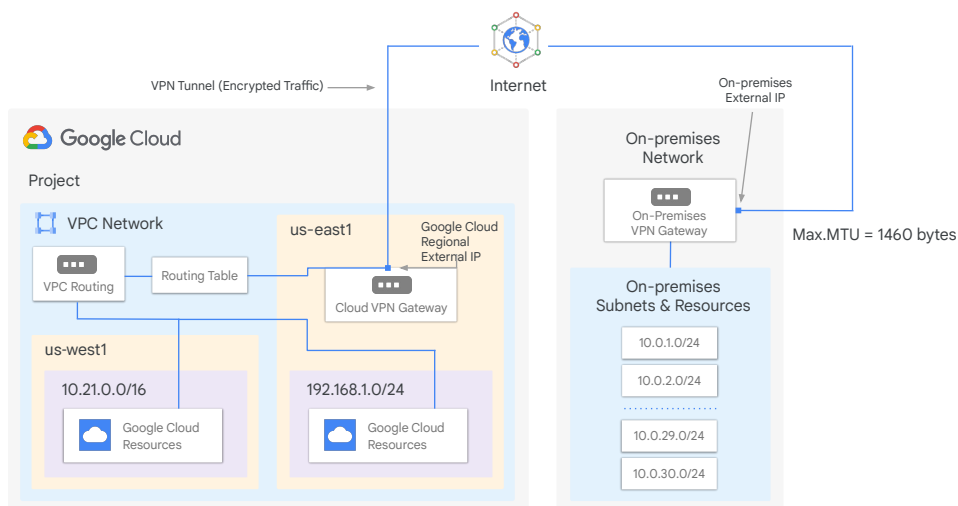 VPN Tunnel (Encrypted Traffic)
Internet
On-premises
External IP
Google Cloud
Project
VPC Network
VPC Routing
Routing Table
us-east1
Google Cloud
Regional
External IP
Cloud VPN Gateway
us-west1
10.21.0.0/16
Google Cloud
Resources
192.168.1.0/24
Google Cloud
Resources
On-premises
Network
On-Premises
VPN Gateway
Max.MTU = 1460 bytes
On-premises
Subnets & Resources
10.0.1.0/24
10.0.2.0/24
10.0.29.0/24
10.0.30.0/24